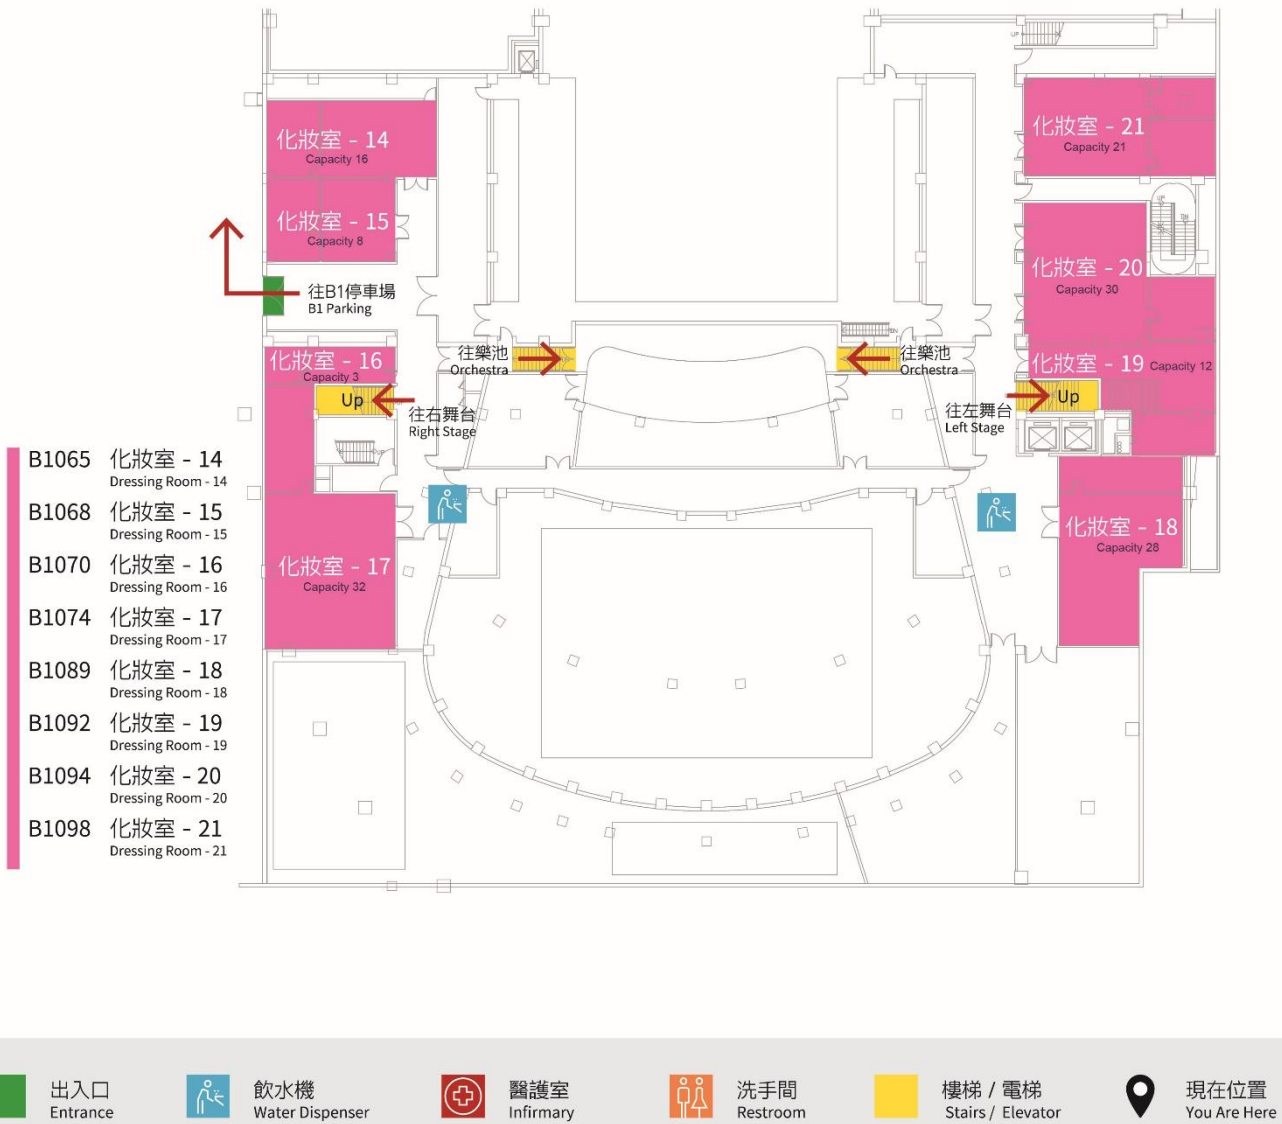 化妝室 - 14
Capacity 16
化妝室 - 15
Capacity 8
往B1停車場
B1 Parking
化妝室 - 16
Capacity 3
Up
往右舞台
Right Stage
往樂池
Orchestra
往樂池
Orchestra
往左舞台
Left Stage
Up
UP
化妝室 - 21
Capacity 21
化妝室 - 20
Capacity 30
化妝室 - 19
Capacity 12
化妝室 - 18
Capacity 28
化妝室 - 17
Capacity 32
B1065 化妝室 - 14
Dressing Room - 14
B1068 化妝室 - 15
Dressing Room - 15
B1070 化妝室 - 16
Dressing Room - 16
B1074 化妝室 - 17
Dressing Room - 17
B1089 化妝室 - 18
Dressing Room - 18
B1092 化妝室 - 19
Dressing Room - 19
B1094 化妝室 - 20
Dressing Room - 20
B1098 化妝室 - 21
Dressing Room - 21
出入口
Entrance
飲水機
Water Dispenser
醫護室
Infirmary
洗手間
Restroom
樓梯 / 電梯
Stairs / Elevator
現在位置
You Are Here